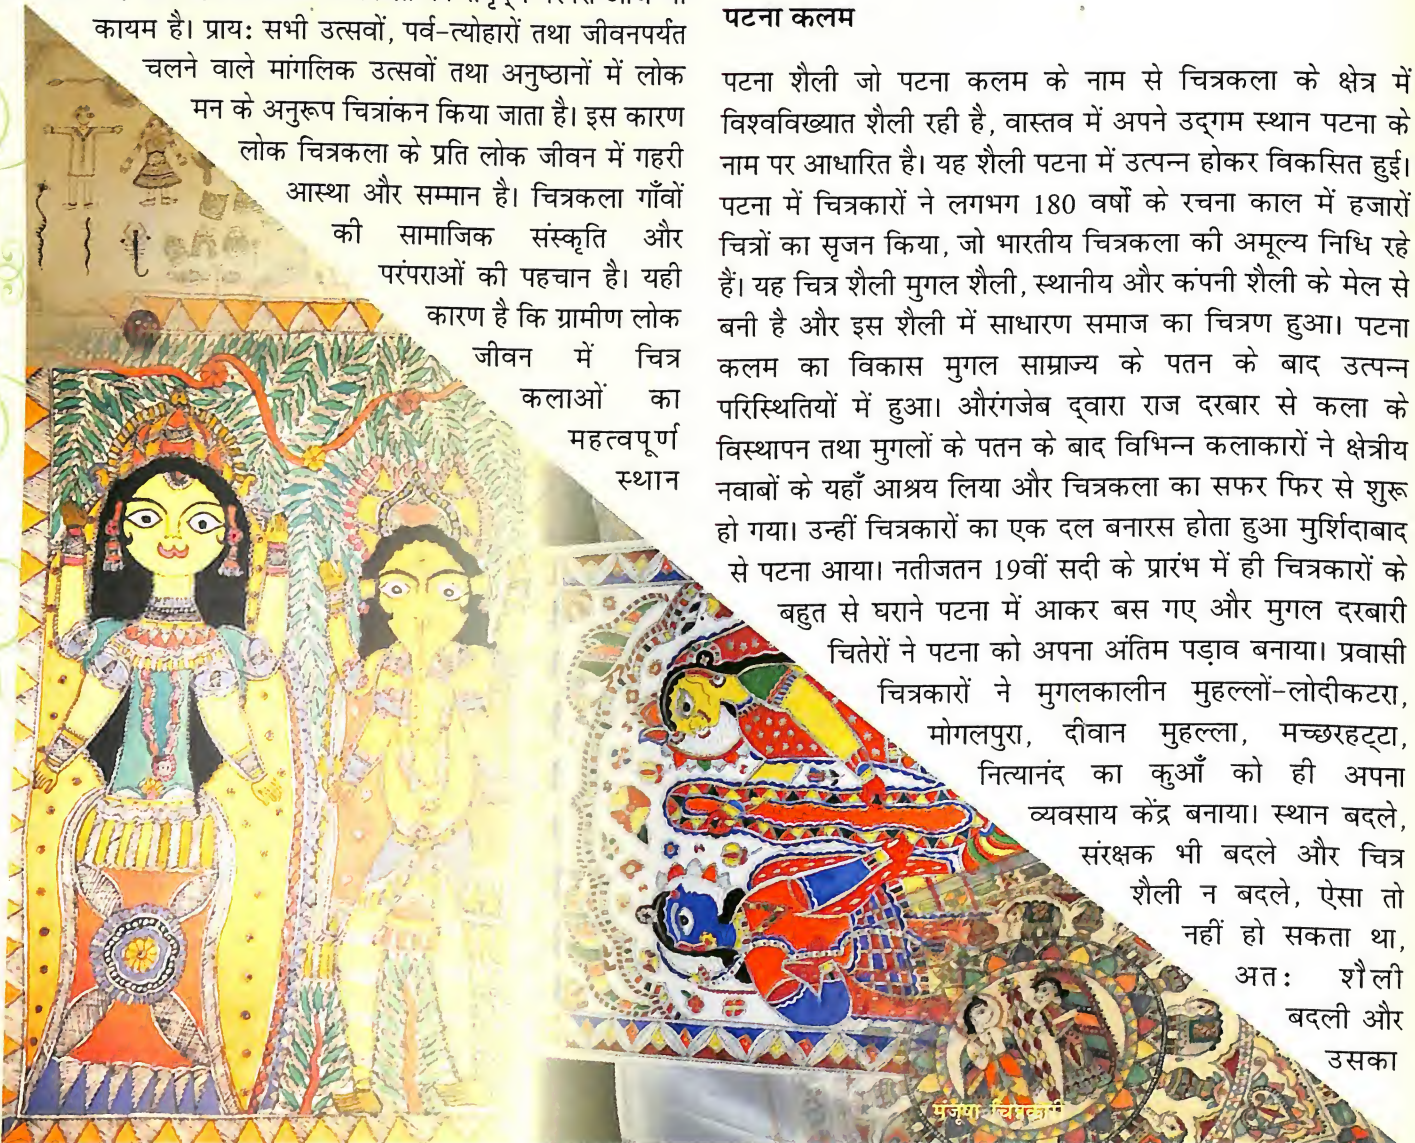 कायम है। प्राय: सभी उत्सवों, पर्व-त्योहारों तथा जीवनपर्यत
चलने वाले मांगलिक उत्सवों तथा अनुष्ठानों में लोक
मन के अनुरूप चित्रांकन किया जाता है। इस कारण
लोक चित्रकला के प्रति लोक जीवन में गहरी
आस्था और सम्मान है। चित्रकला गाँवों
की सामाजिक संस्कृति और
परंपराओं की पहचान है। यही
कारण है कि ग्रामीण लोक
जीवन में चित्र
कलाओं का
महत्वपूर्ण
स्थान
पटना कलम
पटना शैली जो पटना कलम के नाम से चित्रकला के क्षेत्र में
विश्वविख्यात शैली रही है, वास्तव में अपने उद्‌गम स्थान पटना के
नाम पर आधारित है। यह शैली पटना में उत्पन्न होकर विकसित हुई।
पटना में चित्रकारों ने लगभग 180 वर्षो के रचना काल में हजारों
चित्रों का सृजन किया, जो भारतीय चित्रकला की अमूल्य निधि रहे
हैं। यह चित्र शैली मुगल शैली, स्थानीय और कंपनी शैली के मेल से
बनी है और इस शैली में साधारण समाज का चित्रण हुआ। पटना
कलम का विकास मुगल साम्राज्य के पतन के बाद उत्पन्न
परिस्थितियों में हुआ। औरंगजेब द्‌वारा राज दरबार से कला के
विस्थापन तथा मुगलों के पतन के बाद विभिन्न कलाकारों ने क्षेत्रीय
नवाबों के यहाँ आश्रय लिया और चित्रकला का सफर फिर से शुरू
हो गया। उन्हीं चित्रकारों का एक दल बनारस होता हुआ मुर्शिदाबाद
से पटना आया। नतीजतन 19वीं सदी के प्रारंभ में ही चित्रकारों के
बहुत से घराने पटना में आकर बस गए और मुगल दरबारी
चितेरों ने पटना को अपना अंतिम पड़ाव बनाया। प्रवासी
चित्रकारों ने मुगलकालीन मुहल्लों-लोदीकटरा,
मोगलपुरा, दीवान मुहल्ला, मच्छरहट्‌टा,
नित्यानंद का कुआँ को ही अपना
व्यवसाय केंद्र बनाया। स्थान बदले,
संरक्षक भी बदले और चित्र
शैली न बदले, ऐसा तो
नहीं हो सकता था,
अत: शैली
बदली और
उसका
मंजूषा चित्रकारी